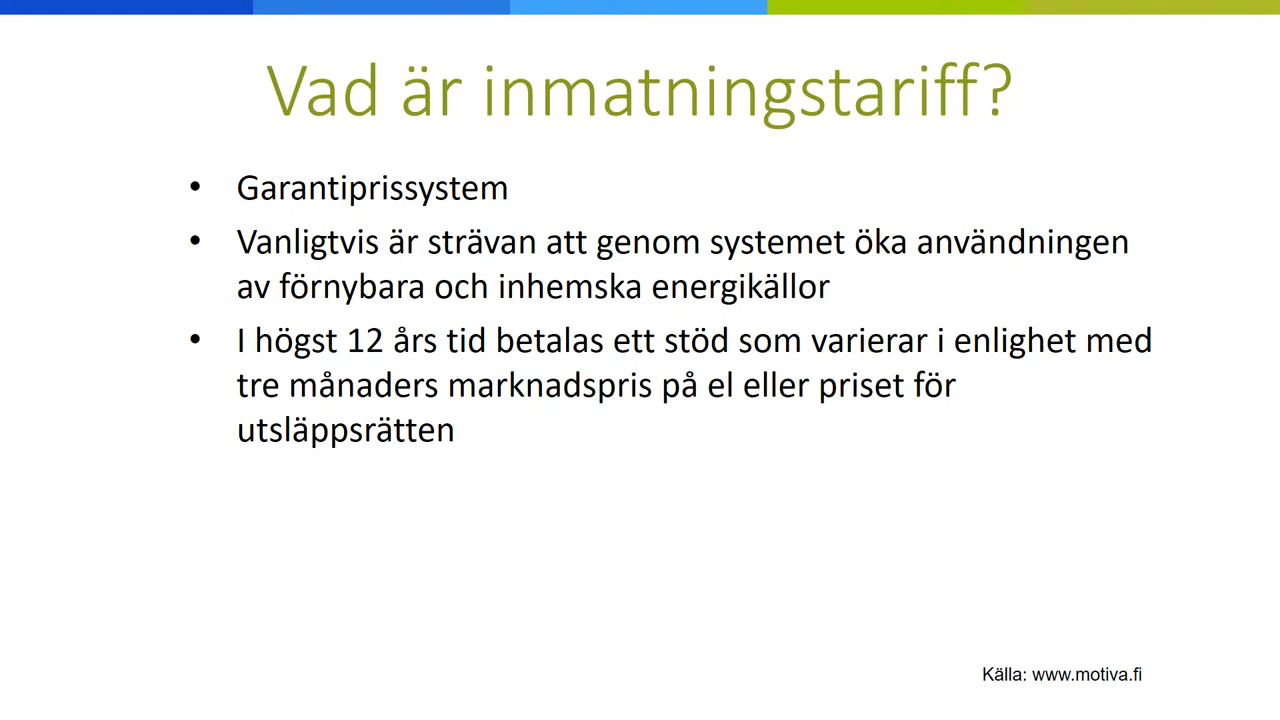 Vad är inmatningstariff?
• Garantiprissystem
• Vanligtvis är strävan att genom systemet öka användningen
av förnybara och inhemska energikällor
• I högst 12 års tid betalas ett stöd som varierar i enlighet med
tre månaders marknadspris på el eller priset för
utsläppsrätten
Källa: www.motiva.fi